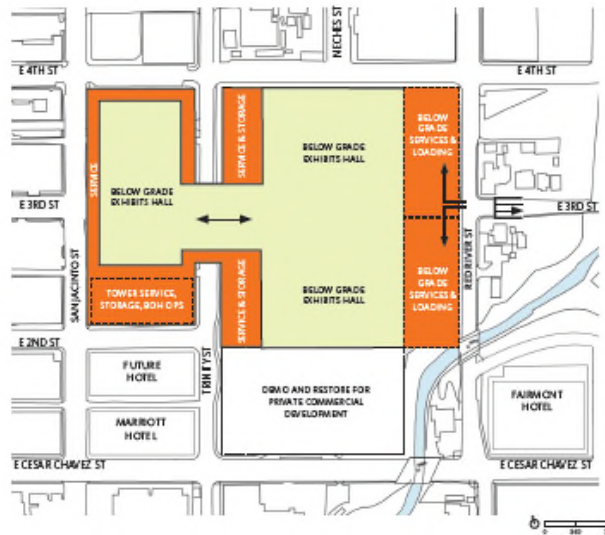 NECHES ST
E 4TH ST
E 4TH ST
SERVICE
BELOW GRADE
EXHIBITS HALL
SERVICE & STORAGE
BELOW GRADE
EXHIBITS HALL
BELOW
GRADE
SERVICES &
LOADING
E 3RD ST
E 3RD ST
SAN JACINTO ST
TOWER SERVICE,
STORAGE, BOH OPS
SERVICE & STORAGE
BELOW GRADE
EXHIBITS HALL
BELOW
GRADE
SERVICES &
LOADING
RED RIVER ST
E 2ND ST
TRINITY ST
FUTURE
HOTEL
DEMO AND RESTORE FOR
PRIVATE COMMERCIAL
DEVELOPMENT
FAIRMONT
HOTEL
MARRIOTT
HOTEL
E CESAR CHAVEZ ST
E CESAR CHAVEZ ST
0